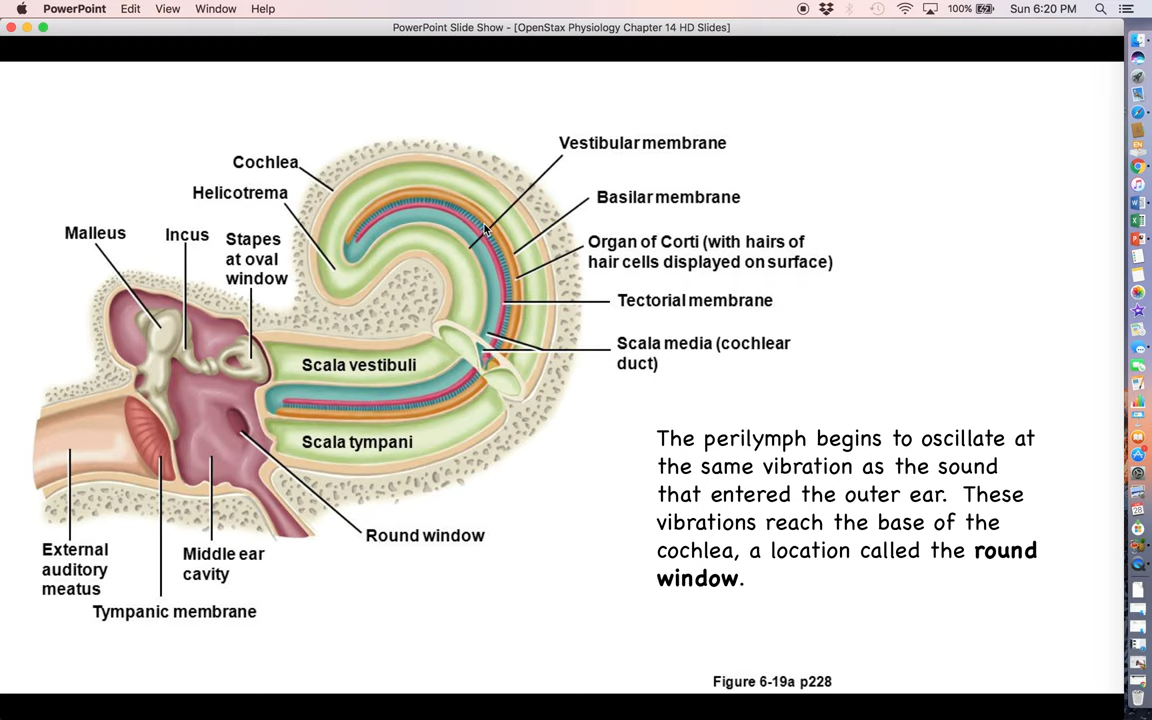 PowerPoint Edit View Window Help 100% Sun 6:20 PM
PowerPoint Slide Show - [OpenStax Physiology Chapter 14 HD Slides]
Vestibular membrane
Cochlea
Helicotrema
Basilar membrane
Malleus
Incus
Stapes
at oval
window
Organ of Corti (with hairs of
hair cells displayed on surface)
Tectorial membrane
Scala media (cochlear
duct)
Scala vestibuli
Scala tympani
Round window
External
auditory
meatus
Middle ear
cavity
Tympanic membrane
The perilymph begins to oscillate at
the same vibration as the sound
that entered the outer ear. These
vibrations reach the base of the
cochlea, a location called the round
window.
Figure 6-19a p228